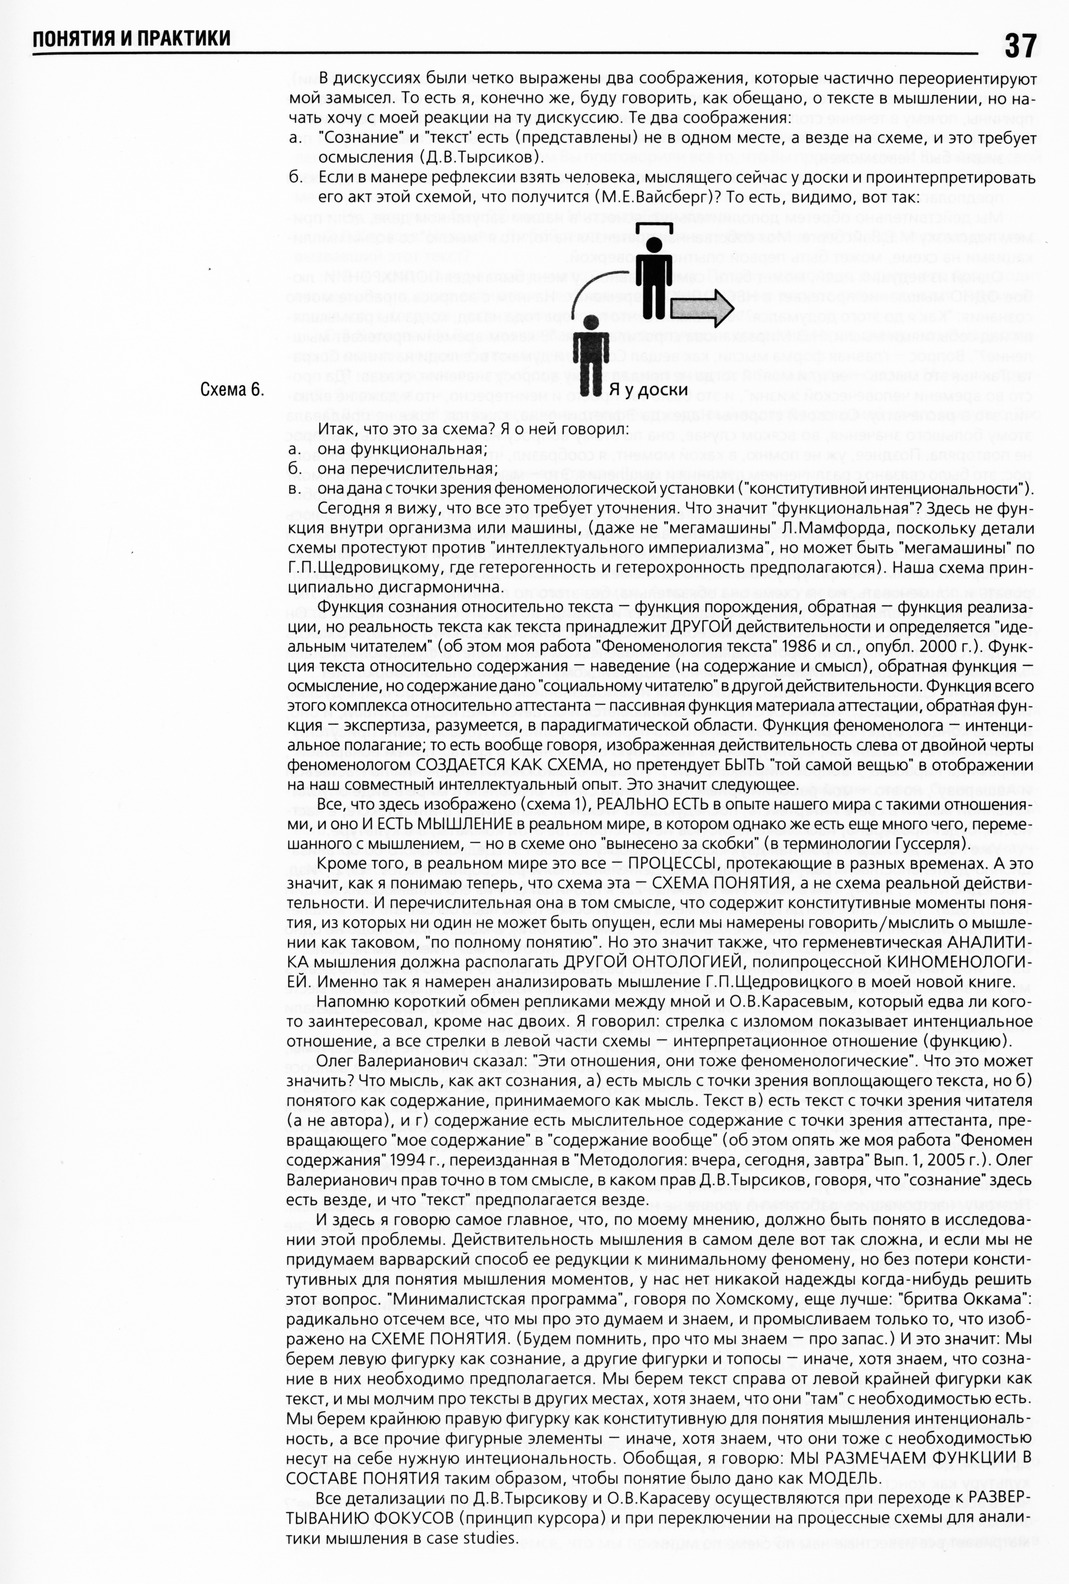 ПОНЯТИЯ И ПРАКТИКИ
37
В дискуссиях были четко выражены два соображения, которые частично переориентируют
мой замысел. То есть я, конечно же, буду говорить, как обещано, о тексте в мышлении, но на-
чать хочу с моей реакции на ту дискуссию. Те два соображения:
а. "Сознание" и "текст' есть (представлены) не в одном месте, а везде на схеме, и это требует
осмысления (Д.В.Тырсиков).
б. Если в манере рефлексии взять человека, мыслящего сейчас у доски и проинтерпретировать
его акт этой схемой, что получится (М.Е.Вайсберг)? То есть, видимо, вот так:
Схема 6.
Я у доски
Итак, что это за схема? Я о ней говорил:
а. она функциональная;
б. она перечислительная;
в. она дана с точки зрения феноменологической установки ("конститутивной интенциональности").
Сегодня я вижу, что все это требует уточнения. Что значит "функциональная"? Здесь не фун-
кция внутри организма или машины, (даже не "мегамашины" Л.Мамфорда, поскольку детали
схемы протестуют против "интеллектуального империализма", но может быть "мегамашины" по
Г.П.Щедровицкому, где гетерогенность и гетерохронность предполагаются). Наша схема прин-
ципиально дисгармонична.
Функция сознания относительно текста — функция порождения, обратная — функция реализа-
ции, но реальность текста как текста принадлежит ДРУГОЙ действительности и определяется "иде-
альным читателем" (об этом моя работа "Феноменология текста" 1986 и сл., опубл. 2000 г.). Функ-
ция текста относительно содержания — наведение (на содержание и смысл), обратная функция —
осмысление, но содержание дано "социальному читателю" в другой действительности. Функция всего
этого комплекса относительно аттестанта — пассивная функция материала аттестации, обратная фун-
кция — экспертиза, разумеется, в парадигматической области. Функция феноменолога — интенци-
альное полагание; то есть вообще говоря, изображенная действительность слева от двойной черты
феноменологом СОЗДАЕТСЯ КАК СХЕМА, но претендует БЫТЬ "той самой вещью" в отображении
на наш совместный интеллектуальный опыт. Это значит следующее.
Все, что здесь изображено (схема 1), РЕАЛЬНО ЕСТЬ в опыте нашего мира с такими отношения-
ми, и оно И ЕСТЬ МЫШЛЕНИЕ в реальном мире, в котором однако же есть еще много чего, переме-
шанного с мышлением, — но в схеме оно "вынесено за скобки" (в терминологии Гуссерля).
Кроме того, в реальном мире это все — ПРОЦЕССЫ, протекающие в разных временах. А это
значит, как я понимаю теперь, что схема эта — СХЕМА ПОНЯТИЯ, а не схема реальной действи-
тельности. И перечислительная она в том смысле, что содержит конститутивные моменты поня-
тия, из которых ни один не может быть опущен, если мы намерены говорить/мыслить о мышле-
нии как таковом, "по полному понятию". Но это значит также, что герменевтическая АНАЛИТИ-
КА мышления должна располагать ДРУГОЙ ОНТОЛОГИЕЙ, полипроцессной КИНОМЕНОЛОГИ-
ЕЙ. Именно так я намерен анализировать мышление Г.П.Щедровицкого в моей новой книге.
Напомню короткий обмен репликами между мной и О.В.Карасевым, который едва ли кого-
то заинтересовал, кроме нас двоих. Я говорил: стрелка с изломом показывает интенциальное
отношение, а все стрелки в левой части схемы — интерпретационное отношение (функцию).
Олег Валерианович сказал: "Эти отношения, они тоже феноменологические". Что это может
значить? Что мысль, как акт сознания, а) есть мысль с точки зрения воплощающего текста, но б)
понятого как содержание, принимаемого как мысль. Текст в) есть текст с точки зрения читателя
(а не автора), и г) содержание есть мыслительное содержание с точки зрения аттестанта, пре-
вращающего "мое содержание" в "содержание вообще" (об этом опять же моя работа "Феномен
содержания" 1994 г., переизданная в "Методология: вчера, сегодня, завтра" Вып. 1, 2005 г.). Олег
Валерианович прав точно в том смысле, в каком прав Д.В.Тырсиков, говоря, что "сознание" здесь
есть везде, и что "текст" предполагается везде.
И здесь я говорю самое главное, что, по моему мнению, должно быть понято в исследова-
нии этой проблемы. Действительность мышления в самом деле вот так сложна, и если мы не
придумаем варварский способ ее редукции к минимальному феномену, но без потери консти-
тутивных для понятия мышления моментов, у нас нет никакой надежды когда-нибудь решить
этот вопрос. "Минималистская программа", говоря по Хомскому, еще лучше: "бритва Оккама":
радикально отсечем все, что мы про это думаем и знаем, и промысливаем только то, что изоб-
ражено на СХЕМЕ ПОНЯТИЯ. (Будем помнить, про что мы знаем — про запас.) И это значит: Мы
берем левую фигурку как сознание, а другие фигурки и топосы — иначе, хотя знаем, что созна-
ние в них необходимо предполагается. Мы берем текст справа от левой крайней фигурки как
текст, и мы молчим про тексты в других местах, хотя знаем, что они "там" с необходимостью есть.
Мы берем крайнюю правую фигурку как конститутивную для понятия мышления интенциональ-
ность, а все прочие фигурные элементы — иначе, хотя знаем, что они тоже с необходимостью
несут на себе нужную интециональность. Обобщая, я говорю: МЫ РАЗМЕЧАЕМ ФУНКЦИИ В
СОСТАВЕ ПОНЯТИЯ таким образом, чтобы понятие было дано как МОДЕЛЬ.
Все детализации по Д.В.Тырсикову и О.В.Карасеву осуществляются при переходе к РАЗВЕР-
ТЫВАНИЮ ФОКУСОВ (принцип курсора) и при переключении на процессные схемы для анали-
тики мышления в case studies.